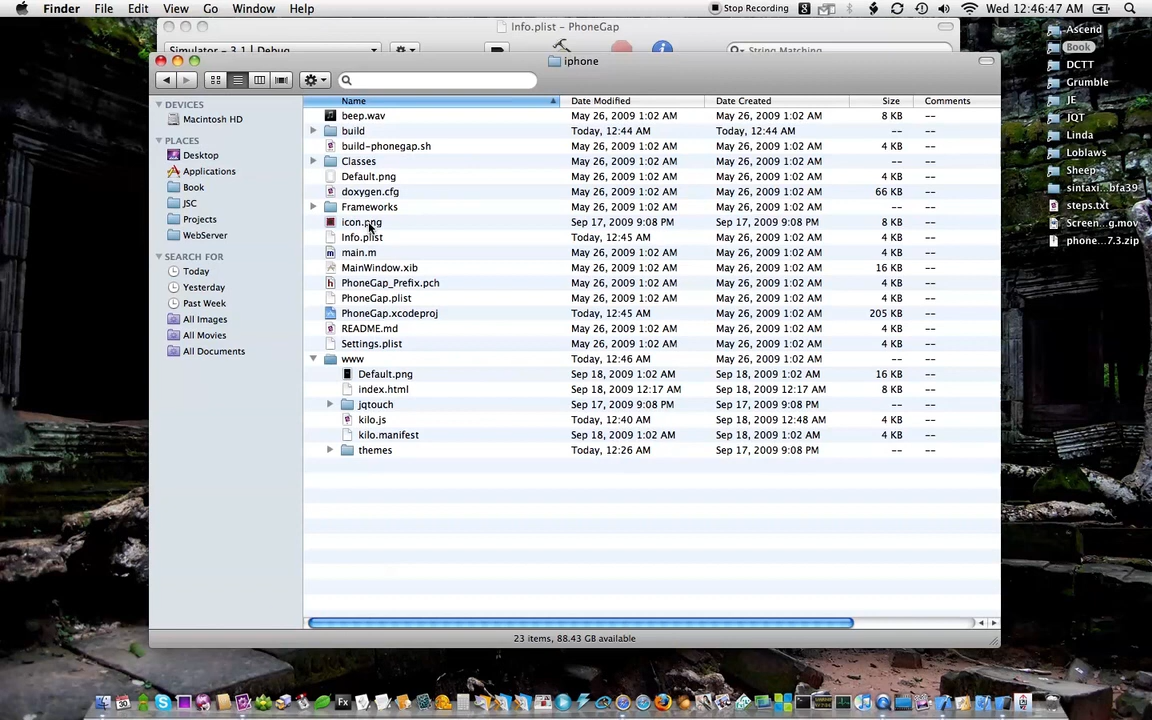 Finder File Edit View Go Window Help Stop Recording Wed 12:46:47 AM
Info.plist - PhoneGap
Simulator - 3.1 | Debug String Matching
iphone
Name Date Modified Date Created Size Comments
DEVICES
Macintosh HD
PLACES
Desktop
Applications
Book
JSC
Projects
WebServer
SEARCH FOR
Today
Yesterday
Past Week
All Images
All Movies
All Documents
beep.wav May 26, 2009 1:02 AM May 26, 2009 1:02 AM 8 KB --
build Today, 12:44 AM Today, 12:44 AM -- --
build-phonegap.sh May 26, 2009 1:02 AM May 26, 2009 1:02 AM 4 KB --
Classes May 26, 2009 1:02 AM May 26, 2009 1:02 AM -- --
Default.png May 26, 2009 1:02 AM May 26, 2009 1:02 AM 4 KB --
doxygen.cfg May 26, 2009 1:02 AM May 26, 2009 1:02 AM 66 KB --
Frameworks May 26, 2009 1:02 AM May 26, 2009 1:02 AM -- --
icon.png Sep 17, 2009 9:08 PM Sep 17, 2009 9:08 PM 8 KB --
Info.plist Today, 12:45 AM May 26, 2009 1:02 AM 4 KB --
main.m May 26, 2009 1:02 AM May 26, 2009 1:02 AM 4 KB --
MainWindow.xib May 26, 2009 1:02 AM May 26, 2009 1:02 AM 16 KB --
PhoneGap_Prefix.pch May 26, 2009 1:02 AM May 26, 2009 1:02 AM 4 KB --
PhoneGap.plist May 26, 2009 1:02 AM May 26, 2009 1:02 AM 4 KB --
PhoneGap.xcodeproj Today, 12:45 AM May 26, 2009 1:02 AM 205 KB --
README.md May 26, 2009 1:02 AM May 26, 2009 1:02 AM 4 KB --
Settings.plist May 26, 2009 1:02 AM May 26, 2009 1:02 AM 4 KB --
www Today, 12:46 AM May 26, 2009 1:02 AM -- --
Default.png Sep 18, 2009 1:02 AM Sep 18, 2009 1:02 AM 16 KB --
index.html Sep 18, 2009 12:17 AM Sep 18, 2009 12:17 AM 8 KB --
jqtouch Sep 17, 2009 9:08 PM Sep 17, 2009 9:08 PM -- --
kilo.js Today, 12:40 AM Sep 18, 2009 12:48 AM 4 KB --
kilo.manifest Sep 18, 2009 1:02 AM Sep 18, 2009 1:02 AM 4 KB --
themes Today, 12:26 AM Sep 17, 2009 9:08 PM -- --
23 items, 88.43 GB available
Ascend
Book
DCTT
Grumble
JE
JQT
Linda
Loblaws
Sheep
sintaxi...bfa39
steps.txt
Screen...g.mov
phone...7.3.zip